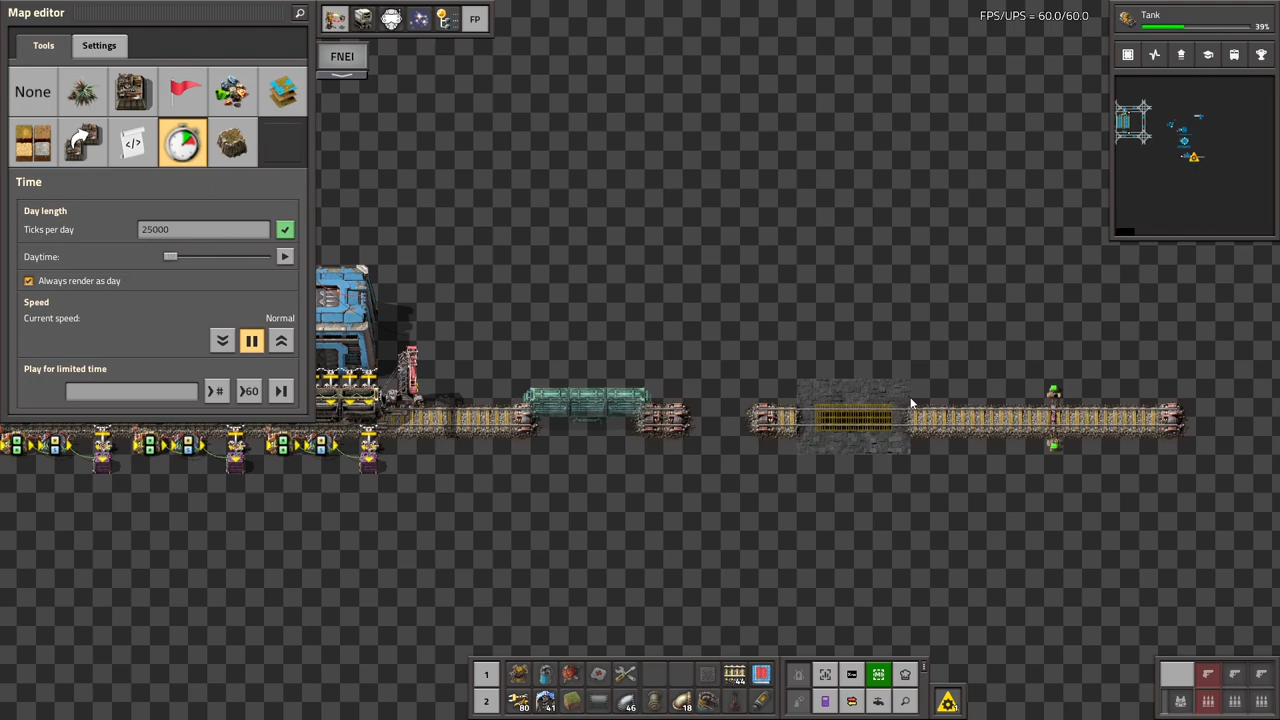 Map editor
FP
FPS/UPS = 60.0/60.0
Tank
39%
Tools
Settings
FNEI
None
</>
Time
Day length
Ticks per day
25000
Daytime:
Always render as day
Speed
Current speed:
Normal
Play for limited time
>#
>60
1
44
2
80
41
46
18